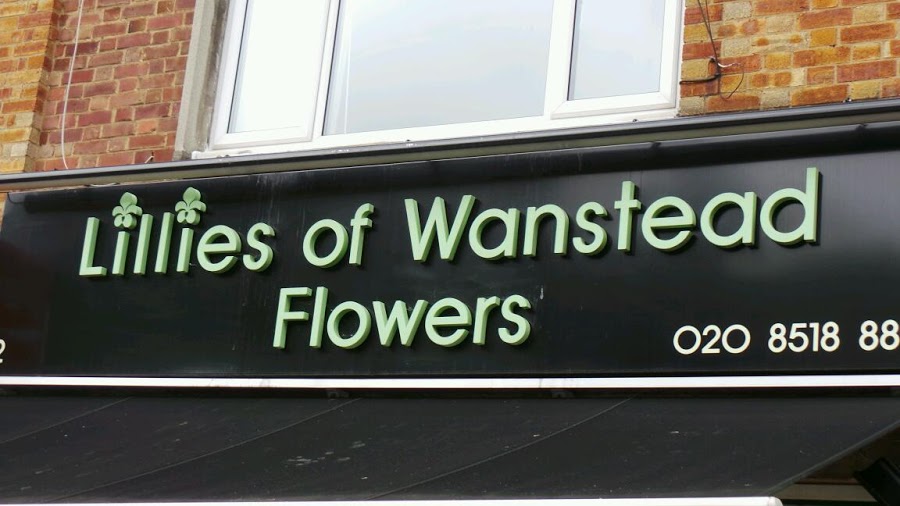 Lillies of Wanstead
Flowers
020 8518 88